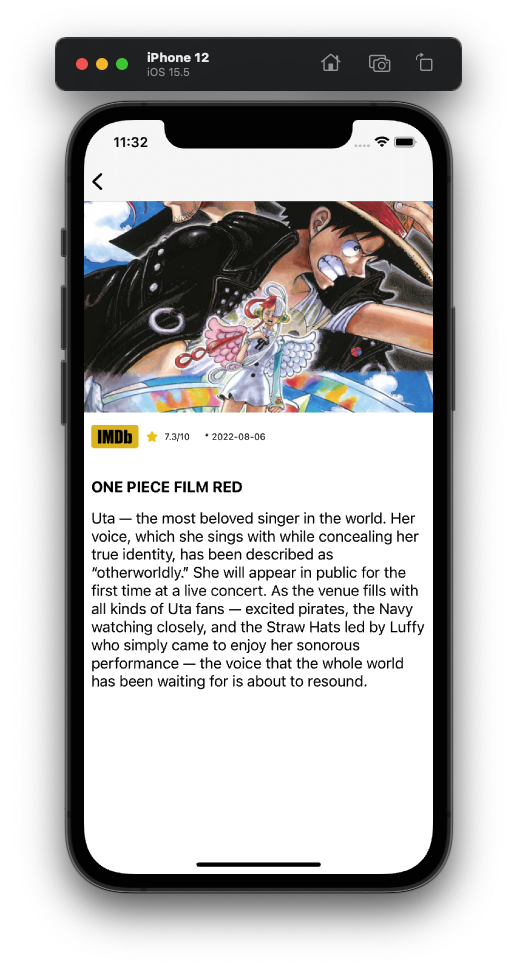 iPhone 12
iOS 15.5
11:32
IMDb 7.3/10 • 2022-08-06
ONE PIECE FILM RED
Uta — the most beloved singer in the world. Her
voice, which she sings with while concealing her
true identity, has been described as
“otherworldly.” She will appear in public for the
first time at a live concert. As the venue fills with
all kinds of Uta fans — excited pirates, the Navy
watching closely, and the Straw Hats led by Luffy
who simply came to enjoy her sonorous
performance — the voice that the whole world
has been waiting for is about to resound.